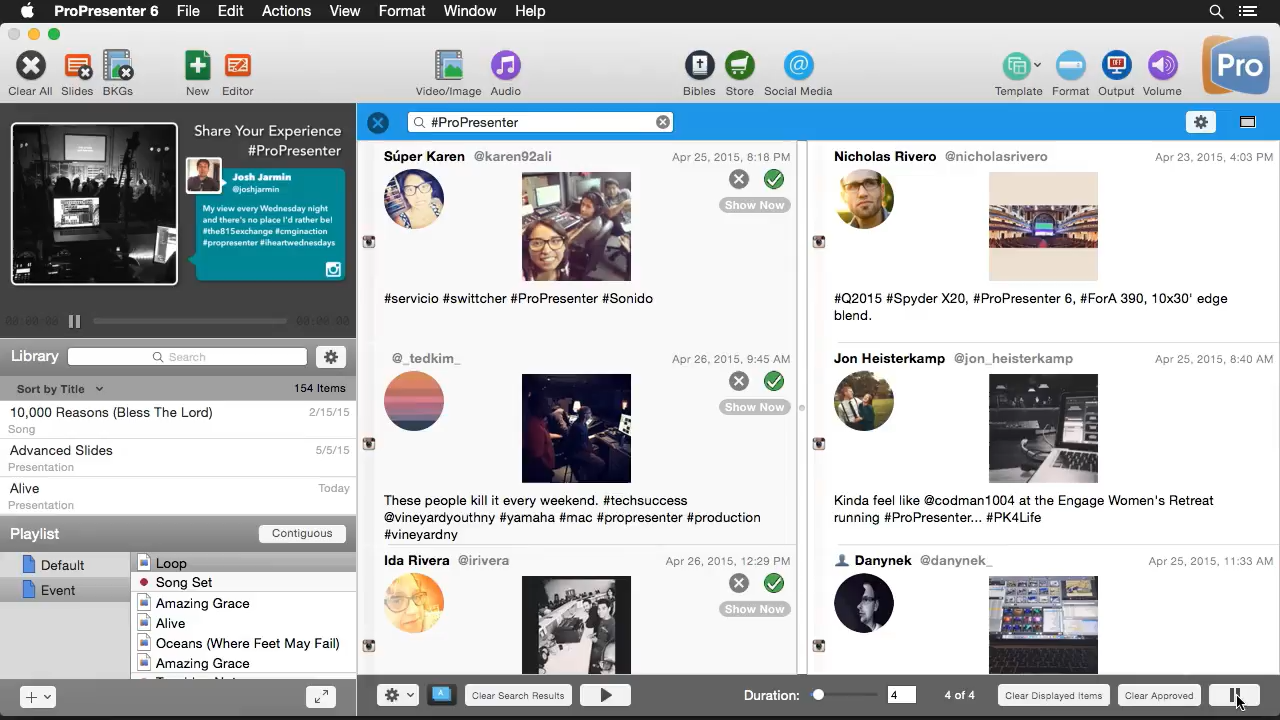 ProPresenter 6 File Edit Actions View Format Window Help
Clear All Slides BKGs New Editor Video/Image Audio Bibles Store Social Media Template Format Output Volume
Pro
OFF
Share Your Experience
#ProPresenter
Josh Jarmin
@joshjarmin
My view every Wednesday night
and there's no place I'd rather be!
#the815exchange #cmginaction
#propresenter #iheartwednesdays
Library
Search
Sort by Title
154 Items
10,000 Reasons (Bless The Lord) 2/15/15
Song
Advanced Slides 5/5/15
Presentation
Alive Today
Presentation
Playlist
Contiguous
Default
Event
Loop
Song Set
Amazing Grace
Alive
Oceans (Where Feet May Fail)
Amazing Grace
#ProPresenter
Súper Karen @karen92ali Apr 25, 2015, 8:18 PM
Show Now
#servicio #swittcher #ProPresenter #Sonido
@_tedkim_ Apr 26, 2015, 9:45 AM
Show Now
These people kill it every weekend. #techsuccess
@vineyardyouthny #yamaha #mac #propresenter #production
#vineyardny
Ida Rivera @irivera Apr 26, 2015, 12:29 PM
Show Now
Nicholas Rivero @nicholasrivero Apr 23, 2015, 4:03 PM
#Q2015 #Spyder X20, #ProPresenter 6, #ForA 390, 10x30' edge
blend.
Jon Heisterkamp @jon_heisterkamp Apr 25, 2015, 8:40 AM
Kinda feel like @codman1004 at the Engage Women's Retreat
running #ProPresenter... #PK4Life
Danynek @danynek_ Apr 25, 2015, 11:33 AM
Clear Search Results
Duration: 4 4 of 4
Clear Displayed Items
Clear Approved